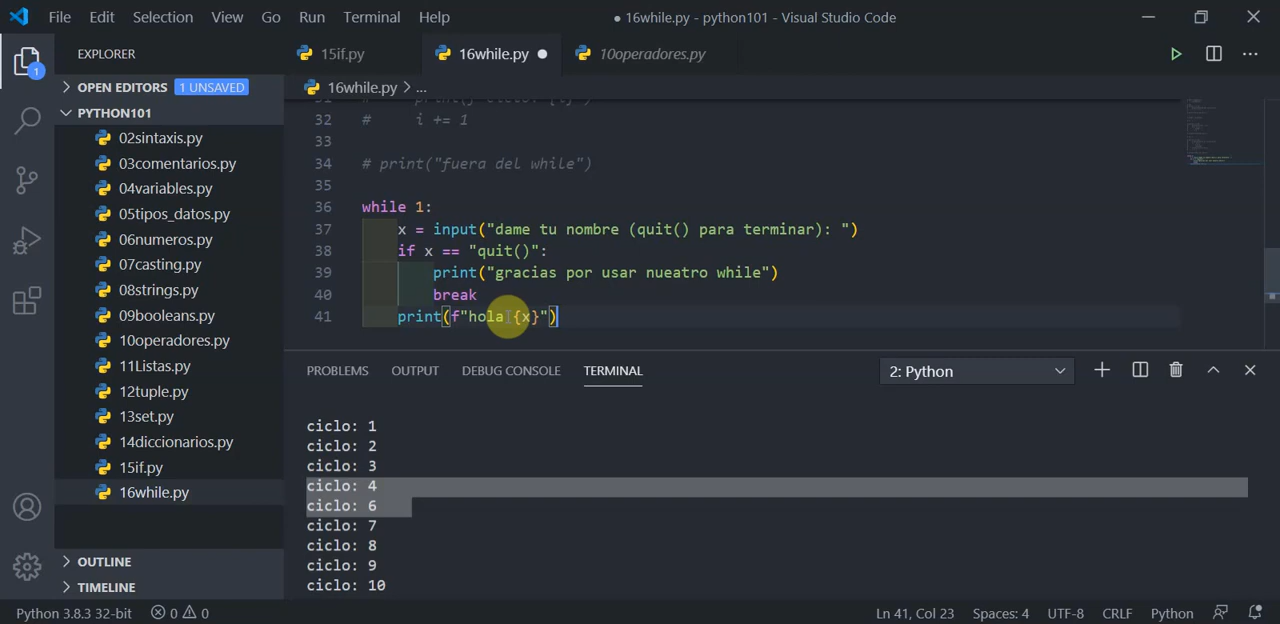 File Edit Selection View Go Run Terminal Help ● 16while.py - python101 - Visual Studio Code
EXPLORER
15if.py 16while.py 10operadores.py
OPEN EDITORS 1 UNSAVED
16while.py > ...
PYTHON101
02sintaxis.py
03comentarios.py
04variables.py
05tipos_datos.py
06numeros.py
07casting.py
08strings.py
09booleans.py
10operadores.py
11Listas.py
12tuple.py
13set.py
14diccionarios.py
15if.py
16while.py
OUTLINE
TIMELINE
1
32 # i += 1
33
34 # print("fuera del while")
35
36 while 1:
37 x = input("dame tu nombre (quit() para terminar): ")
38 if x == "quit()":
39 print("gracias por usar nueatro while")
40 break
41 print(f"hola {x}")
PROBLEMS OUTPUT DEBUG CONSOLE TERMINAL 2: Python
ciclo: 1
ciclo: 2
ciclo: 3
ciclo: 4
ciclo: 6
ciclo: 7
ciclo: 8
ciclo: 9
ciclo: 10
Python 3.8.3 32-bit 0 0 Ln 41, Col 23 Spaces: 4 UTF-8 CRLF Python